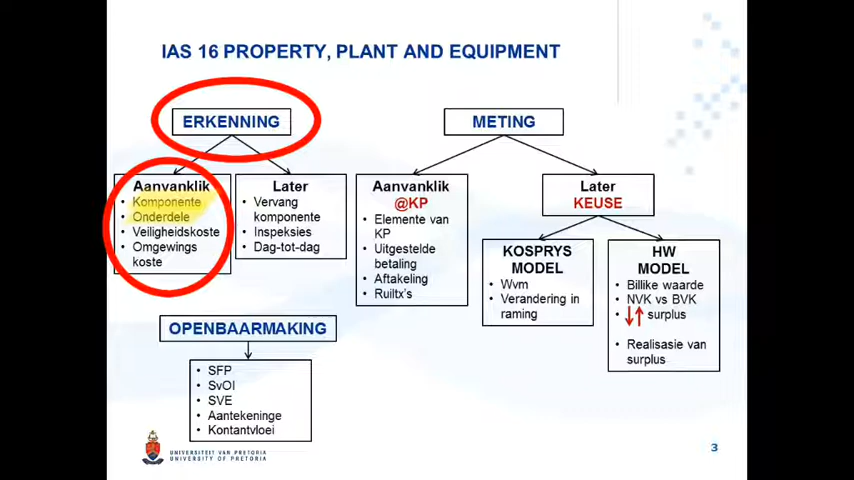 IAS 16 PROPERTY, PLANT AND EQUIPMENT
ERKENNING
Aanvanklik
• Komponente
• Onderdele
• Veiligheidskoste
• Omgewings
koste
Later
• Vervang
komponente
• Inspeksies
• Dag-tot-dag
METING
Aanvanklik
@KP
• Elemente van
KP
• Uitgestelde
betaling
• Aftakeling
• Ruiltx's
Later
KEUSE
KOSPRYS
MODEL
• Wvm
• Verandering in
raming
HW
MODEL
• Billike waarde
• NVK vs BVK
• ↓↑ surplus
• Realisasie van
surplus
OPENBAARMAKING
• SFP
• SvOI
• SVE
• Aantekeninge
• Kontantvloei
UNIVERSITEIT VAN PRETORIA
UNIVERSITY OF PRETORIA
3